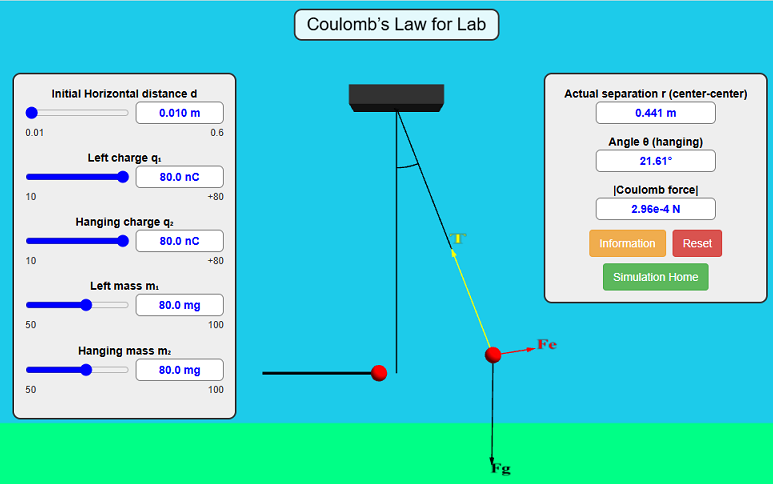 Coulomb's Law for Lab
Initial Horizontal distance d
0.010 m
0.01 0.6
Left charge q₁
80.0 nC
10 +80
Hanging charge q₂
80.0 nC
10 +80
Left mass m₁
80.0 mg
50 100
Hanging mass m₂
80.0 mg
50 100
T
Fe
Fg
Actual separation r (center-center)
0.441 m
Angle θ (hanging)
21.61°
|Coulomb force|
2.96e-4 N
Information Reset
Simulation Home